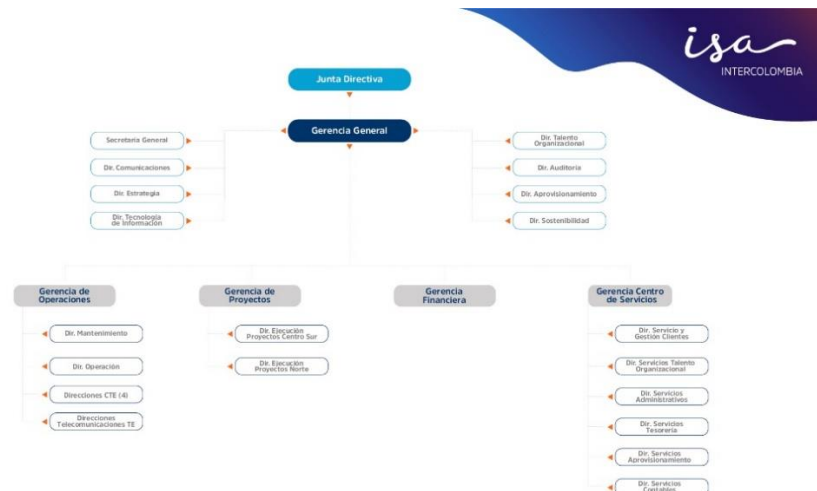 isa
INTERCOLOMBIA
Junta Directiva
Gerencia General
Secretaría General
Dir. Comunicaciones
Dir. Estrategia
Dir. Tecnología
de Información
Dir. Talento
Organizacional
Dir. Auditoría
Dir. Aprovisionamiento
Dir. Sostenibilidad
Gerencia de
Operaciones
Dir. Mantenimiento
Dir. Operación
Direcciones CTE (4)
Direcciones
Telecomunicaciones TE
Gerencia de
Proyectos
Dir. Ejecución
Proyectos Centro Sur
Dir. Ejecución
Proyectos Norte
Gerencia
Financiera
Gerencia Centro
de Servicios
Dir. Servicio y
Gestión Clientes
Dir. Servicios Talento
Organizacional
Dir. Servicios
Administrativos
Dir. Servicios
Tesorería
Dir. Servicios
Aprovisionamiento
Dir. Servicios
Contables